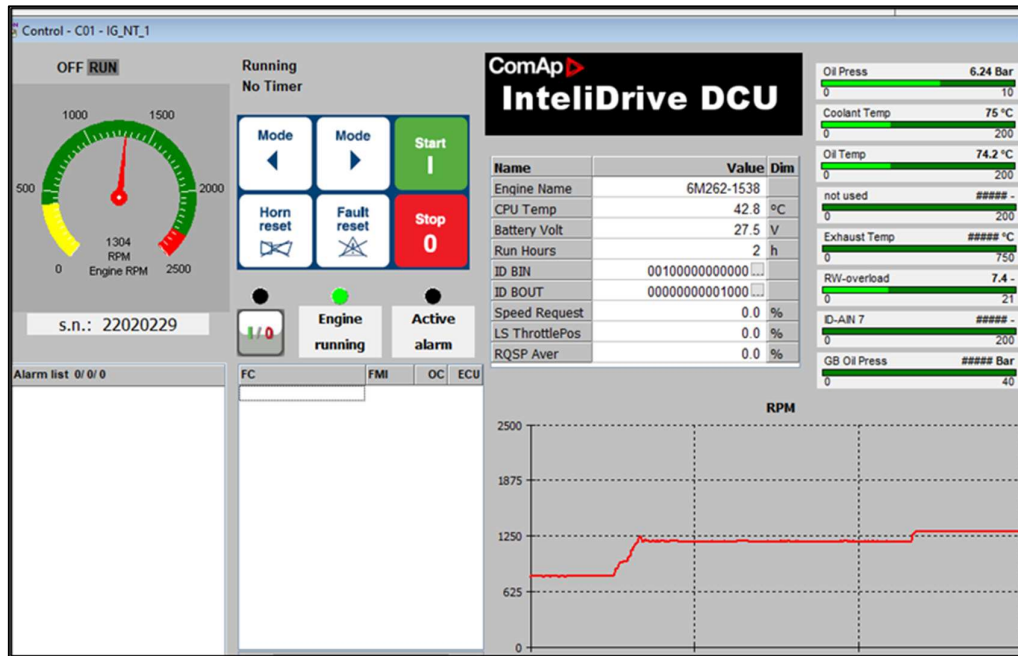 Control - C01 - IG_NT_1
OFF RUN
Running
No Timer
500
1000
1500
2000
1304
RPM
0 Engine RPM 2500
s.n.: 22020229
Mode
Mode
Start
I
Horn
reset
Fault
reset
Stop
0
I/0
Engine
running
Active
alarm
Alarm list 0/ 0/ 0
FC FMI OC ECU
ComAp
InteliDrive DCU
Name Value Dim
Engine Name 6M262-1538
CPU Temp 42.8 °C
Battery Volt 27.5 V
Run Hours 2 h
ID BIN 00100000000000 ...
ID BOUT 00000000001000 ...
Speed Request 0.0 %
LS ThrottlePos 0.0 %
RQSP Aver 0.0 %
Oil Press 6.24 Bar
0 10
Coolant Temp 75 °C
0 200
Oil Temp 74.2 °C
0 200
not used ##### -
0 200
Exhaust Temp ##### °C
0 750
RW-overload 7.4 -
0 21
ID-AIN 7 ##### -
0 200
GB Oil Press ##### Bar
0 40
RPM
2500
1875
1250
625
0